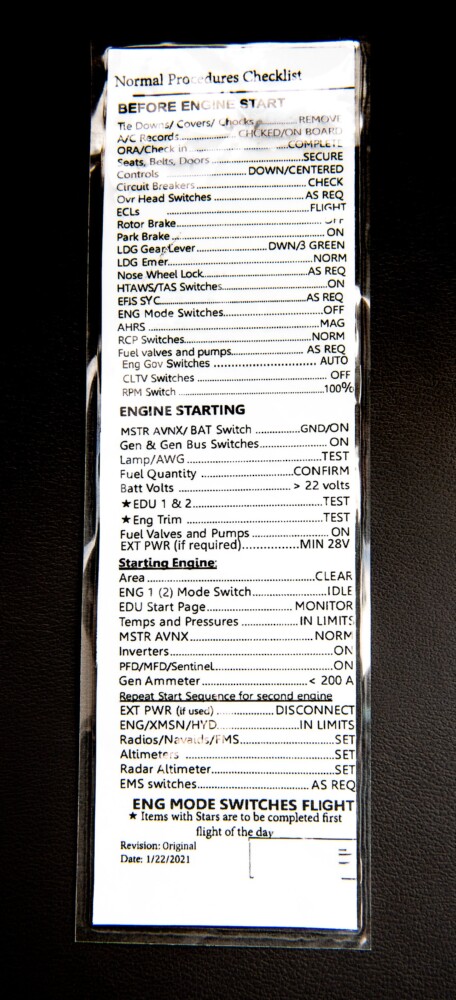 Normal Procedures Checklist
BEFORE ENGINE START
Tie Downs/ Covers/ Chocks..........REMOVE
A/C Records..........CHCKED/ON BOARD
ORA/Check in..........COMPLETE
Seats, Belts, Doors..........SECURE
Controls..........DOWN/CENTERED
Circuit Breakers..........CHECK
Ovr Head Switches..........AS REQ
ECLs..........FLIGHT
Rotor Brake..........OFF
Park Brake..........ON
LDG Gear Lever..........DWN/3 GREEN
LDG Emer..........NORM
Nose Wheel Lock..........AS REQ
HTAWS/TAS Switches..........ON
EFIS SYC..........AS REQ
ENG Mode Switches..........OFF
AHRS..........MAG
RCP Switches..........NORM
Fuel valves and pumps..........AS REQ
Eng Gov Switches..........AUTO
CLTV Switches..........OFF
RPM Switch..........100%
ENGINE STARTING
MSTR AVNX/ BAT Switch..........GND/ON
Gen & Gen Bus Switches..........ON
Lamp/AWG..........TEST
Fuel Quantity..........CONFIRM
Batt Volts..........> 22 volts
★EDU 1 & 2..........TEST
★Eng Trim..........TEST
Fuel Valves and Pumps..........ON
EXT PWR (if required)..........MIN 28V
Starting Engine:
Area..........CLEAR
ENG 1 (2) Mode Switch..........IDLE
EDU Start Page..........MONITOR
Temps and Pressures..........IN LIMITS
MSTR AVNX..........NORM
Inverters..........ON
PFD/MFD/Sentinel..........ON
Gen Ammeter..........< 200 A
Repeat Start Sequence for second engine
EXT PWR (if used)..........DISCONNECT
ENG/XMSN/HYD..........IN LIMITS
Radios/Navaids/FMS..........SET
Altimeters..........SET
Radar Altimeter..........SET
EMS switches..........AS REQ
ENG MODE SWITCHES FLIGHT
★ Items with Stars are to be completed first
flight of the day
Revision: Original
Date: 1/22/2021